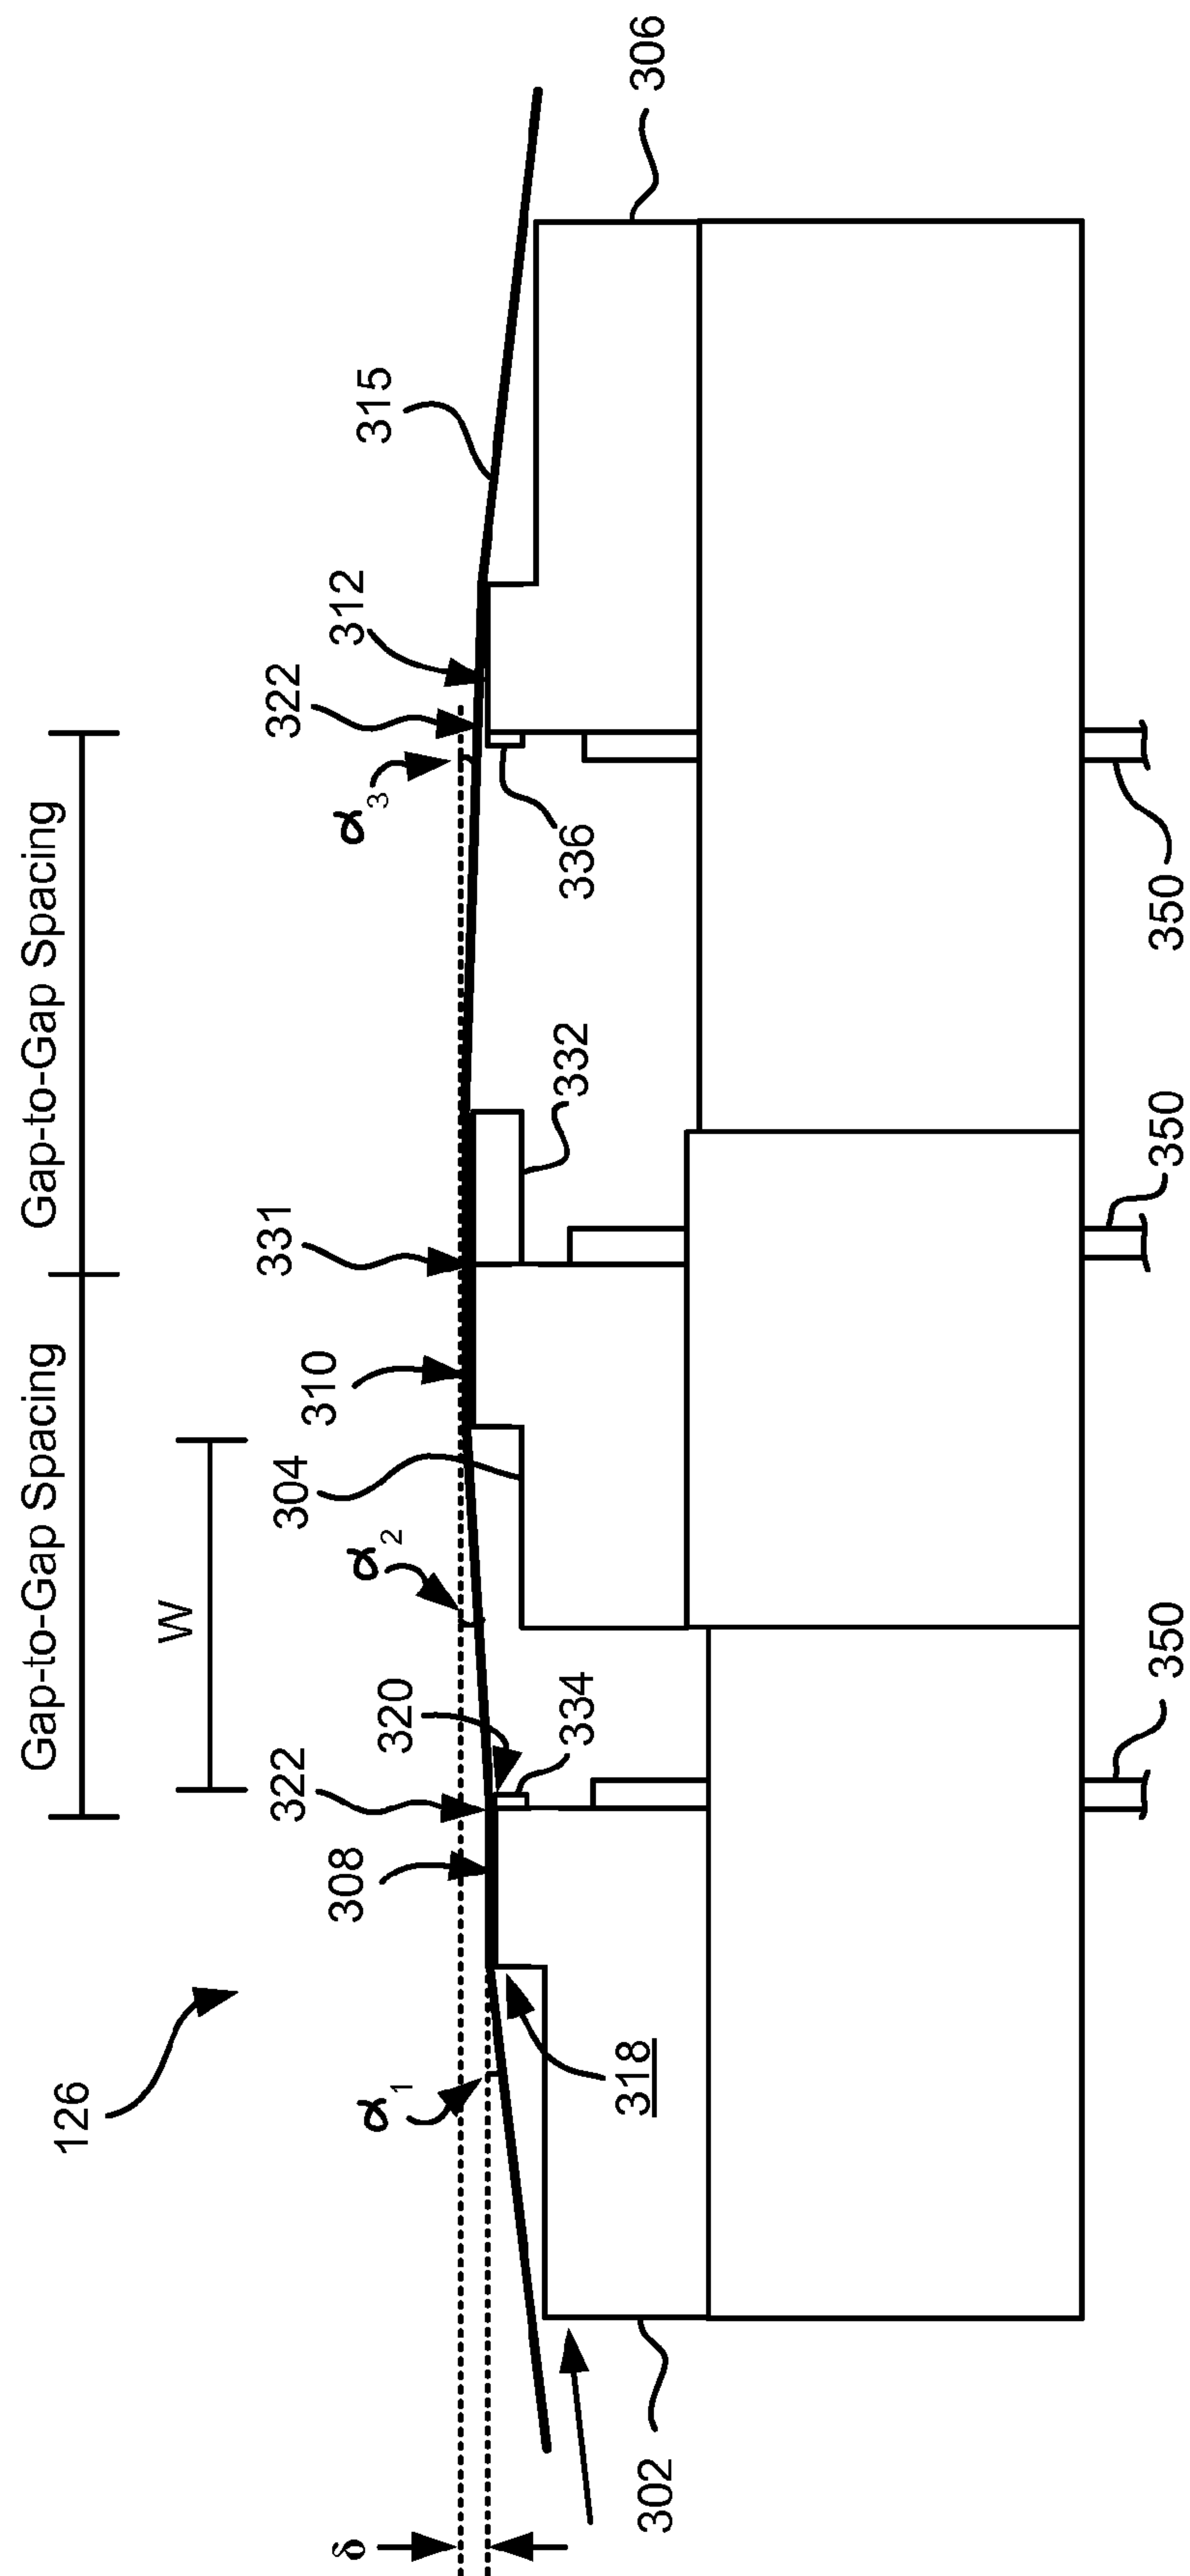 Gap-to-Gap Spacing
Gap-to-Gap Spacing
W
126
δ
α1
308
322
320
334
α2
304
310
331
332
α3
322
312
336
315
306
318
302
350
350
350